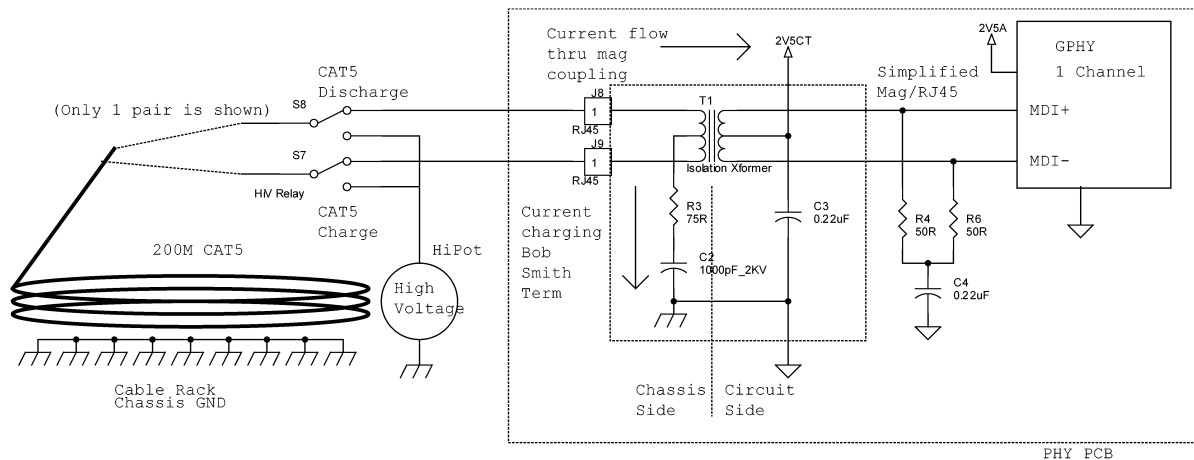 Current flow
thru mag
coupling
2V5CT
2V5A
GPHY
1 Channel
CAT5
Discharge
Simplified
Mag/RJ45
(Only 1 pair is shown)
S8
J8
1
RJ45
T1
MDI+
S7
J9
1
RJ45
Isolation Xformer
MDI-
HiV Relay
CAT5
Charge
R3
75R
Current
charging
Bob
Smith
Term
C3
0.22uF
R4
50R
R6
50R
200M CAT5
HiPot
C2
1000pF_2KV
High
Voltage
C4
0.22uF
Cable Rack
Chassis GND
Chassis
Side
Circuit
Side
PHY PCB